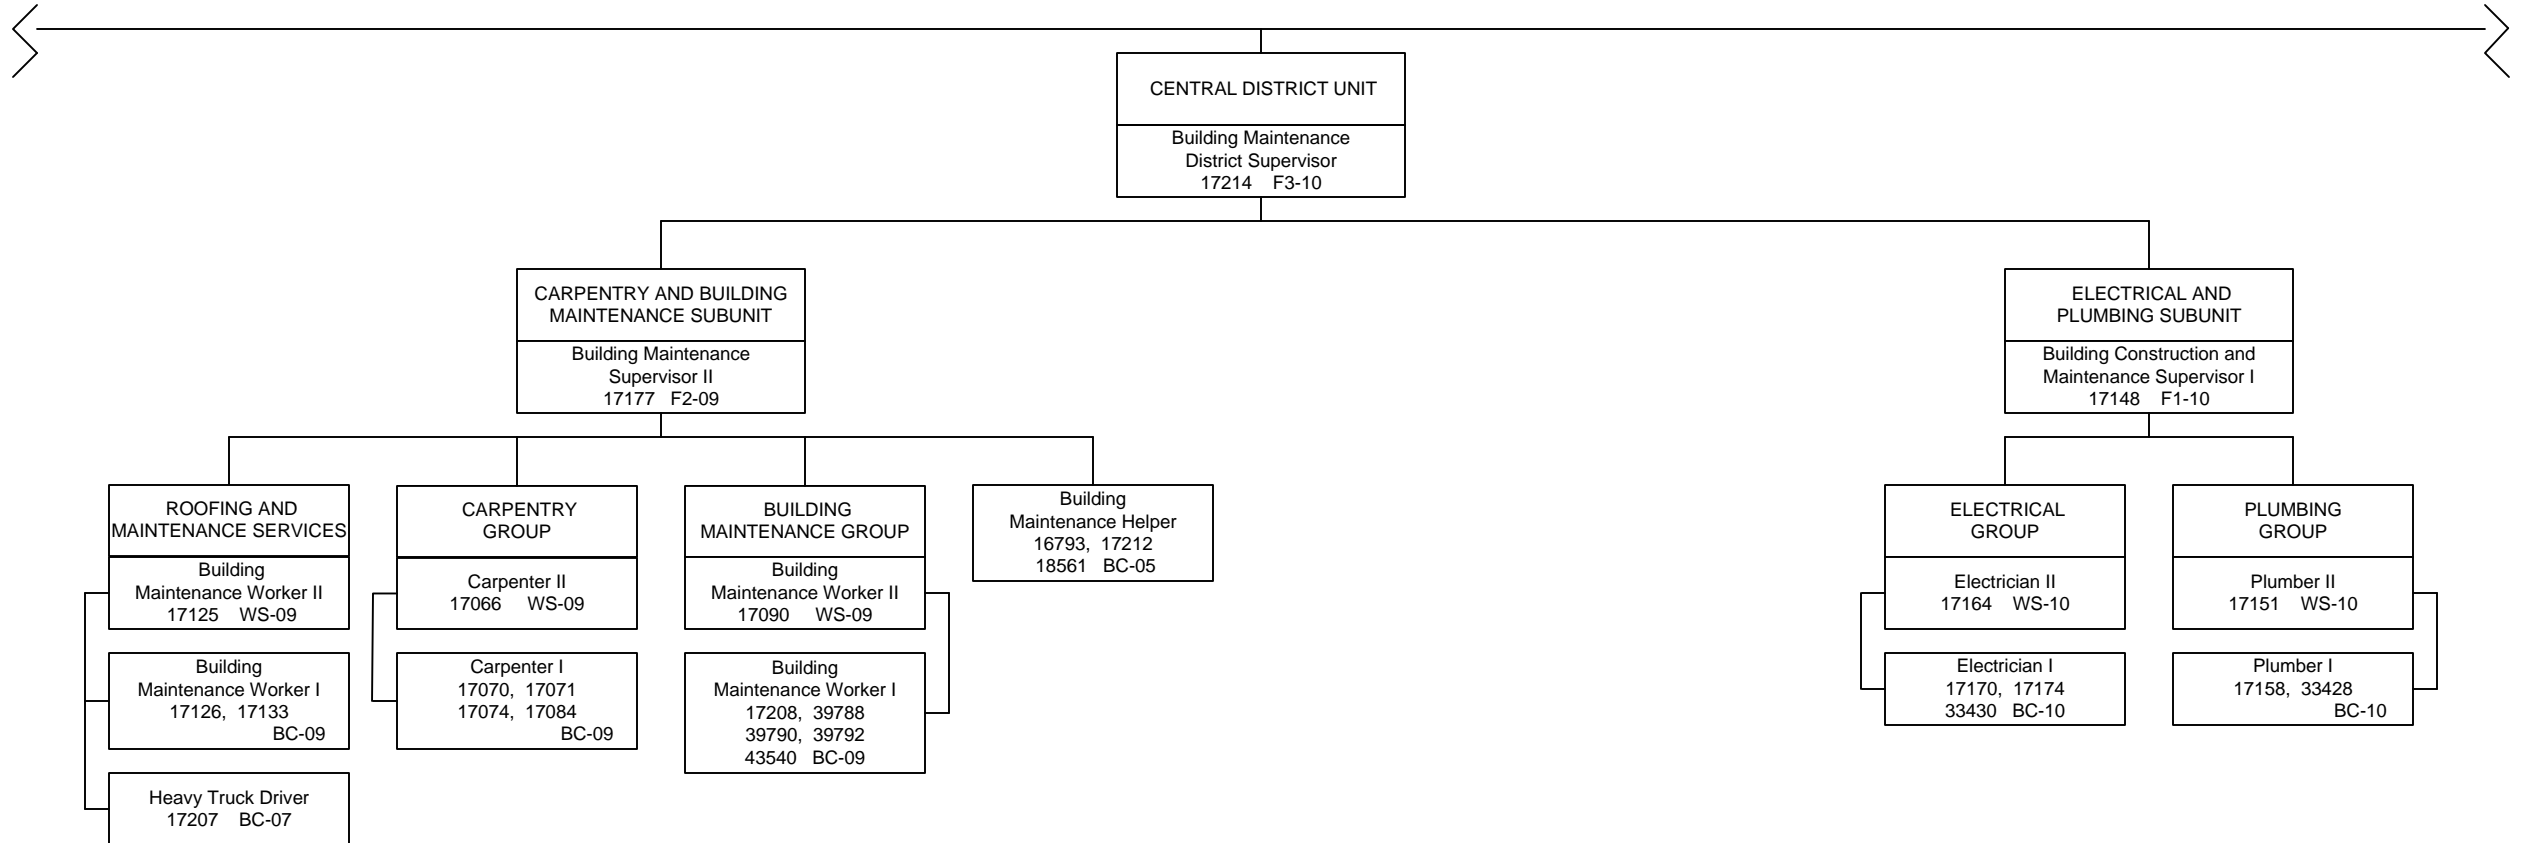 CENTRAL DISTRICT UNIT
Building Maintenance
District Supervisor
17214 F3-10
CARPENTRY AND BUILDING
MAINTENANCE SUBUNIT
Building Maintenance
Supervisor II
17177 F2-09
ELECTRICAL AND
PLUMBING SUBUNIT
Building Construction and
Maintenance Supervisor I
17148 F1-10
ROOFING AND
MAINTENANCE SERVICES
Building
Maintenance Worker II
17125 WS-09
Building
Maintenance Worker I
17126, 17133
BC-09
Heavy Truck Driver
17207 BC-07
CARPENTRY
GROUP
Carpenter II
17066 WS-09
Carpenter I
17070, 17071
17074, 17084
BC-09
BUILDING
MAINTENANCE GROUP
Building
Maintenance Worker II
17090 WS-09
Building
Maintenance Worker I
17208, 39788
39790, 39792
43540 BC-09
Building
Maintenance Helper
16793, 17212
18561 BC-05
ELECTRICAL
GROUP
Electrician II
17164 WS-10
Electrician I
17170, 17174
33430 BC-10
PLUMBING
GROUP
Plumber II
17151 WS-10
Plumber I
17158, 33428
BC-10